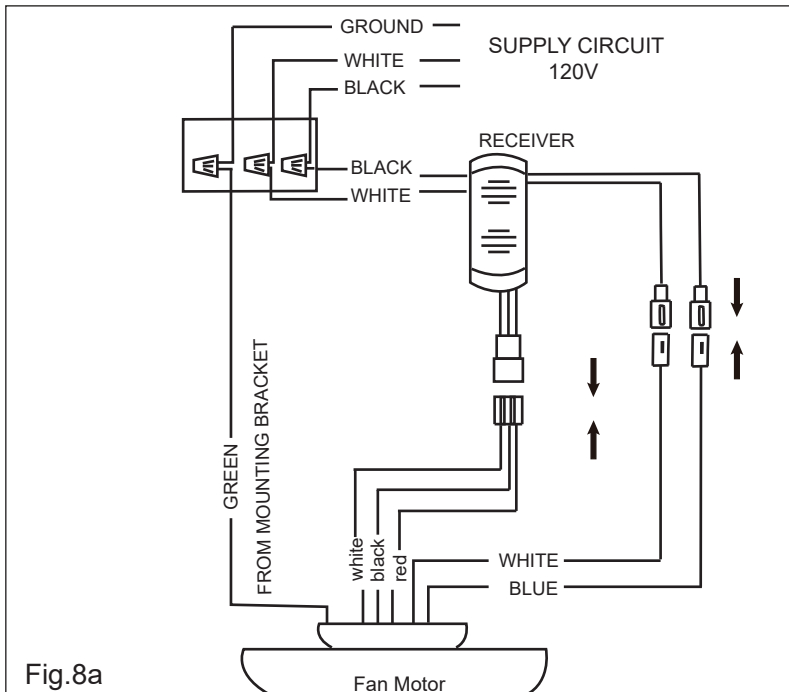 GROUND
WHITE
BLACK
SUPPLY CIRCUIT
120V
RECEIVER
BLACK
WHITE
GREEN
FROM MOUNTING BRACKET
white
black
red
WHITE
BLUE
Fig.8a
Fan Motor